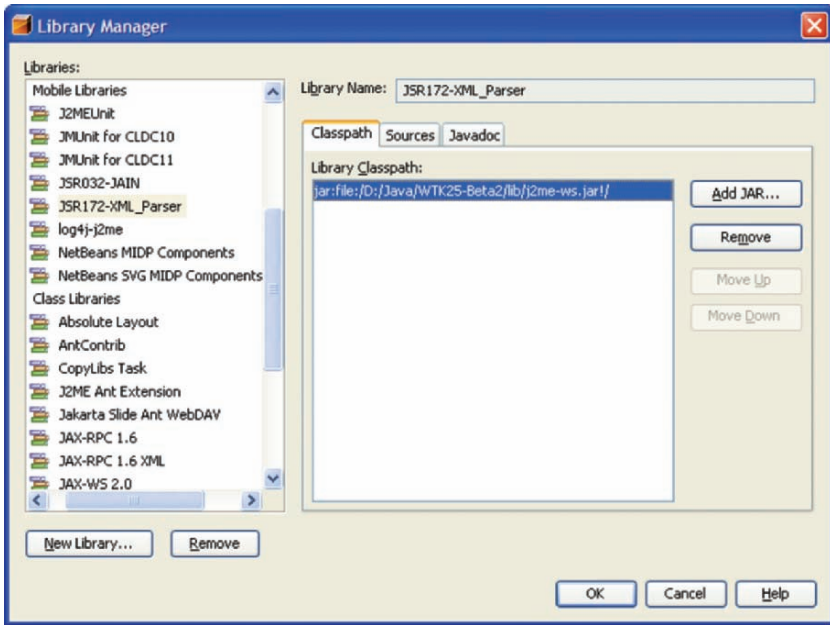 Library Manager
Libraries:
Mobile Libraries
J2MEUnit
JMUnit for CLDC10
JMUnit for CLDC11
JSR032-JAIN
JSR172-XML_Parser
log4j-j2me
NetBeans MIDP Components
NetBeans SVG MIDP Components
Class Libraries
Absolute Layout
AntContrib
CopyLibs Task
J2ME Ant Extension
Jakarta Slide Ant WebDAV
JAX-RPC 1.6
JAX-RPC 1.6 XML
JAX-WS 2.0
New Library...
Remove
Library Name: JSR172-XML_Parser
Classpath Sources Javadoc
Library Classpath:
jar:file:/D:/Java/WTK25-Beta2/lib/j2me-ws.jar!/
Add JAR...
Remove
Move Up
Move Down
OK Cancel Help